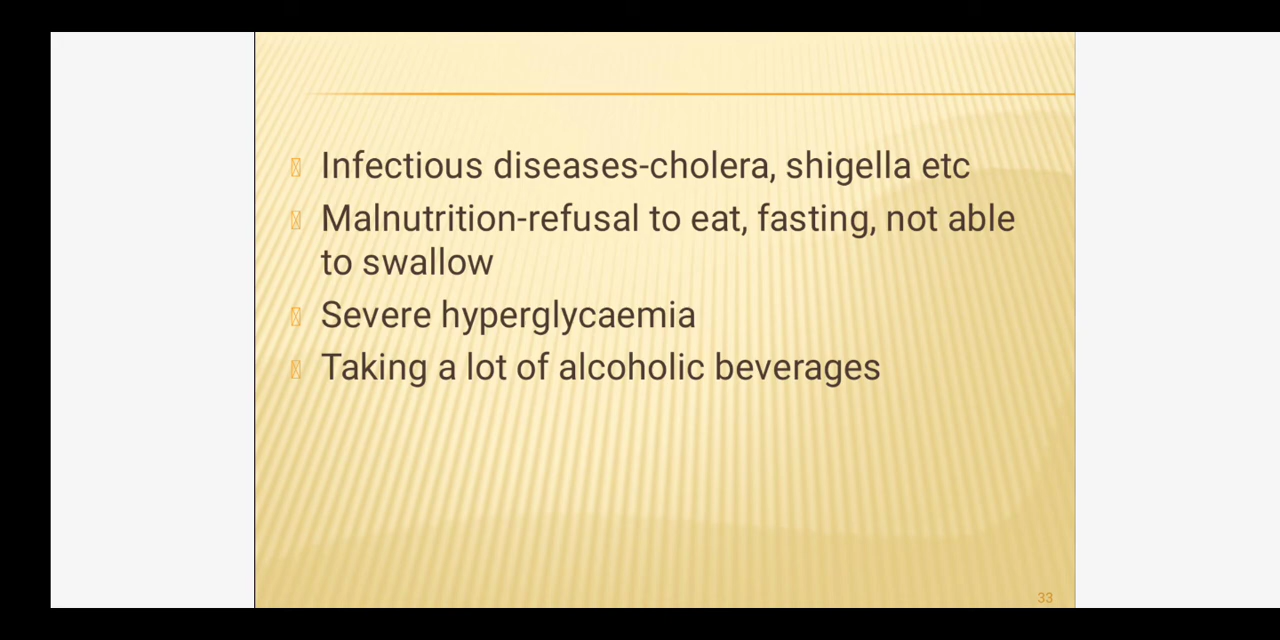 Infectious diseases-cholera, shigella etc
Malnutrition-refusal to eat, fasting, not able
to swallow
Severe hyperglycaemia
Taking a lot of alcoholic beverages
33